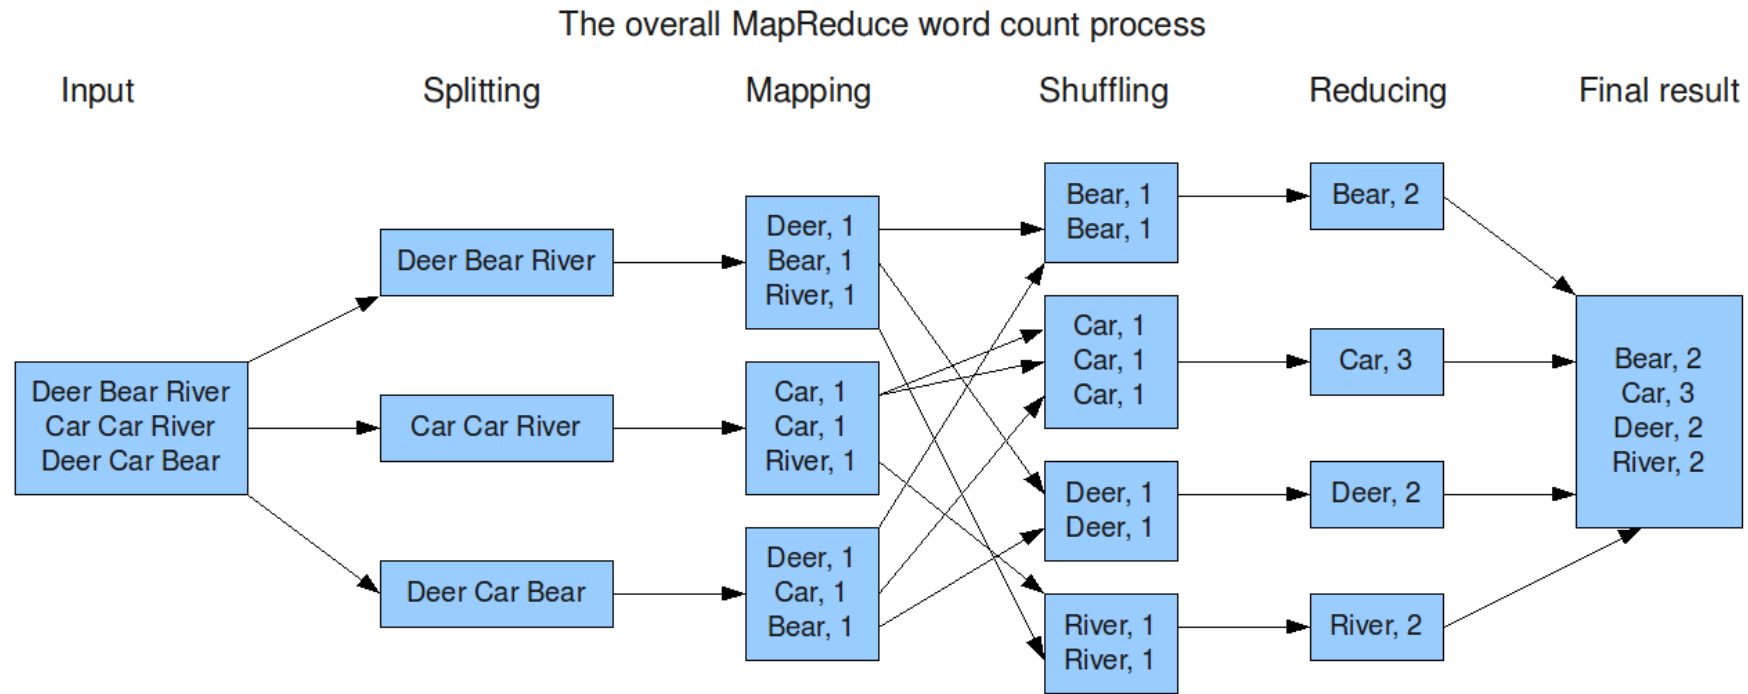 The overall MapReduce word count process
Input
Splitting
Mapping
Shuffling
Reducing
Final result
Deer Bear River
Car Car River
Deer Car Bear
Deer Bear River
Car Car River
Deer Car Bear
Deer, 1
Bear, 1
River, 1
Car, 1
Car, 1
River, 1
Deer, 1
Car, 1
Bear, 1
Bear, 1
Bear, 1
Car, 1
Car, 1
Car, 1
Deer, 1
Deer, 1
River, 1
River, 1
Bear, 2
Car, 3
Deer, 2
River, 2
Bear, 2
Car, 3
Deer, 2
River, 2